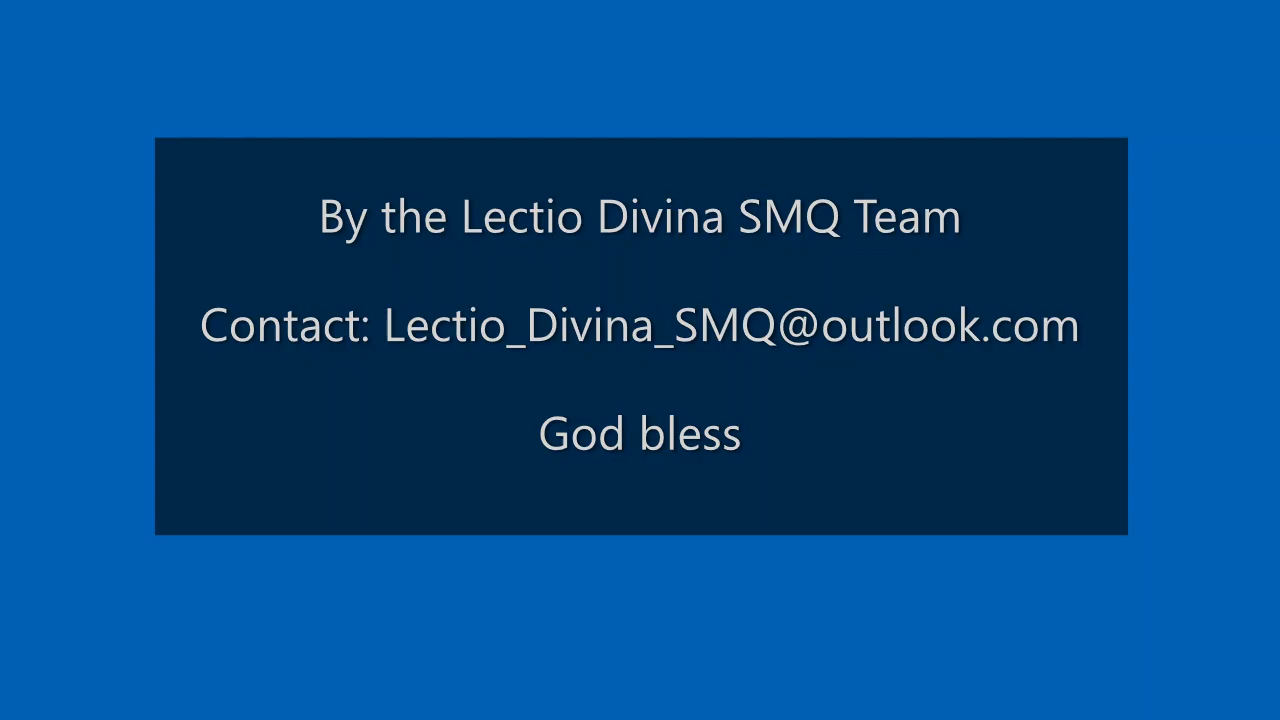 By the Lectio Divina SMQ Team
Contact: Lectio_Divina_SMQ@outlook.com
God bless